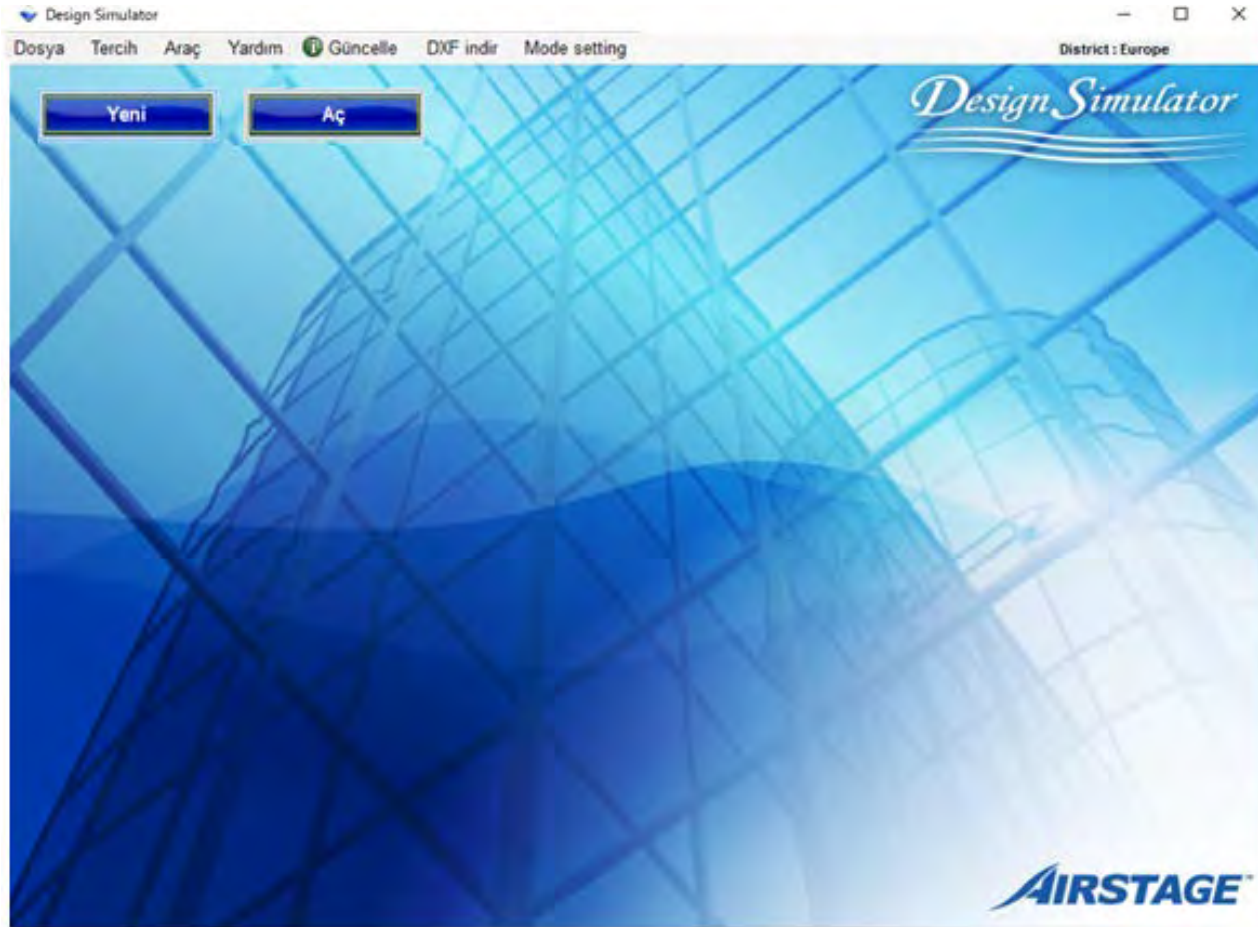 Design Simulator
Dosya Tercih Araç Yardım Güncelle DXF indir Mode setting District : Europe
Yeni Aç
Design Simulator
AIRSTAGE